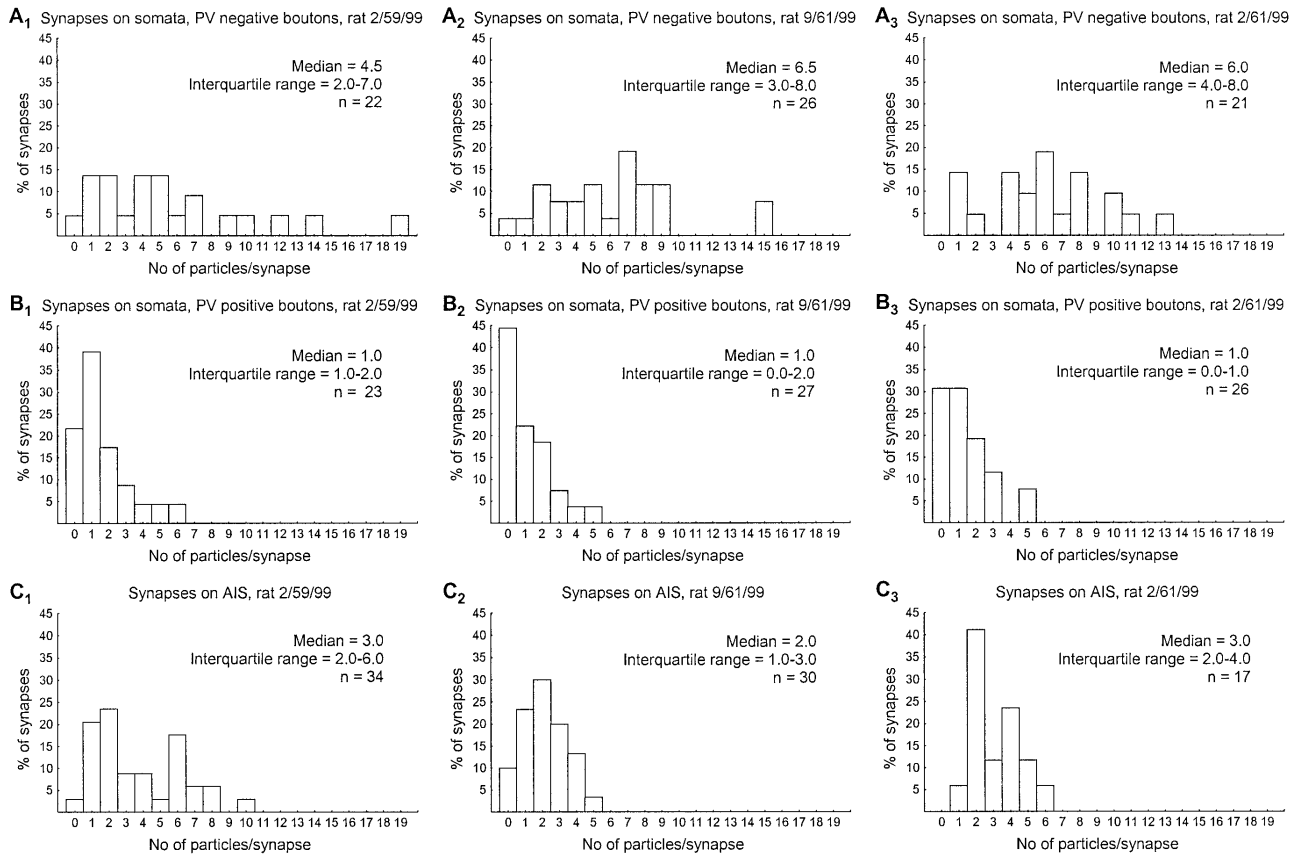 A1 Synapses on somata, PV negative boutons, rat 2/59/99
45
40
35
30
25
20
15
10
5
% of synapses
Median = 4.5
Interquartile range = 2.0-7.0
n = 22
0 1 2 3 4 5 6 7 8 9 10 11 12 13 14 15 16 17 18 19
No of particles/synapse
A2 Synapses on somata, PV negative boutons, rat 9/61/99
45
40
35
30
25
20
15
10
5
% of synapses
Median = 6.5
Interquartile range = 3.0-8.0
n = 26
0 1 2 3 4 5 6 7 8 9 10 11 12 13 14 15 16 17 18 19
No of particles/synapse
A3 Synapses on somata, PV negative boutons, rat 2/61/99
45
40
35
30
25
20
15
10
5
% of synapses
Median = 6.0
Interquartile range = 4.0-8.0
n = 21
0 1 2 3 4 5 6 7 8 9 10 11 12 13 14 15 16 17 18 19
No of particles/synapse
B1 Synapses on somata, PV positive boutons, rat 2/59/99
45
40
35
30
25
20
15
10
5
% of synapses
Median = 1.0
Interquartile range = 1.0-2.0
n = 23
0 1 2 3 4 5 6 7 8 9 10 11 12 13 14 15 16 17 18 19
No of particles/synapse
B2 Synapses on somata, PV positive boutons, rat 9/61/99
45
40
35
30
25
20
15
10
5
% of synapses
Median = 1.0
Interquartile range = 0.0-2.0
n = 27
0 1 2 3 4 5 6 7 8 9 10 11 12 13 14 15 16 17 18 19
No of particles/synapse
B3 Synapses on somata, PV positive boutons, rat 2/61/99
45
40
35
30
25
20
15
10
5
% of synapses
Median = 1.0
Interquartile range = 0.0-1.0
n = 26
0 1 2 3 4 5 6 7 8 9 10 11 12 13 14 15 16 17 18 19
No of particles/synapse
C1 Synapses on AIS, rat 2/59/99
45
40
35
30
25
20
15
10
5
% of synapses
Median = 3.0
Interquartile range = 2.0-6.0
n = 34
0 1 2 3 4 5 6 7 8 9 10 11 12 13 14 15 16 17 18 19
No of particles/synapse
C2 Synapses on AIS, rat 9/61/99
45
40
35
30
25
20
15
10
5
% of synapses
Median = 2.0
Interquartile range = 1.0-3.0
n = 30
0 1 2 3 4 5 6 7 8 9 10 11 12 13 14 15 16 17 18 19
No of particles/synapse
C3 Synapses on AIS, rat 2/61/99
45
40
35
30
25
20
15
10
5
% of synapses
Median = 3.0
Interquartile range = 2.0-4.0
n = 17
0 1 2 3 4 5 6 7 8 9 10 11 12 13 14 15 16 17 18 19
No of particles/synapse